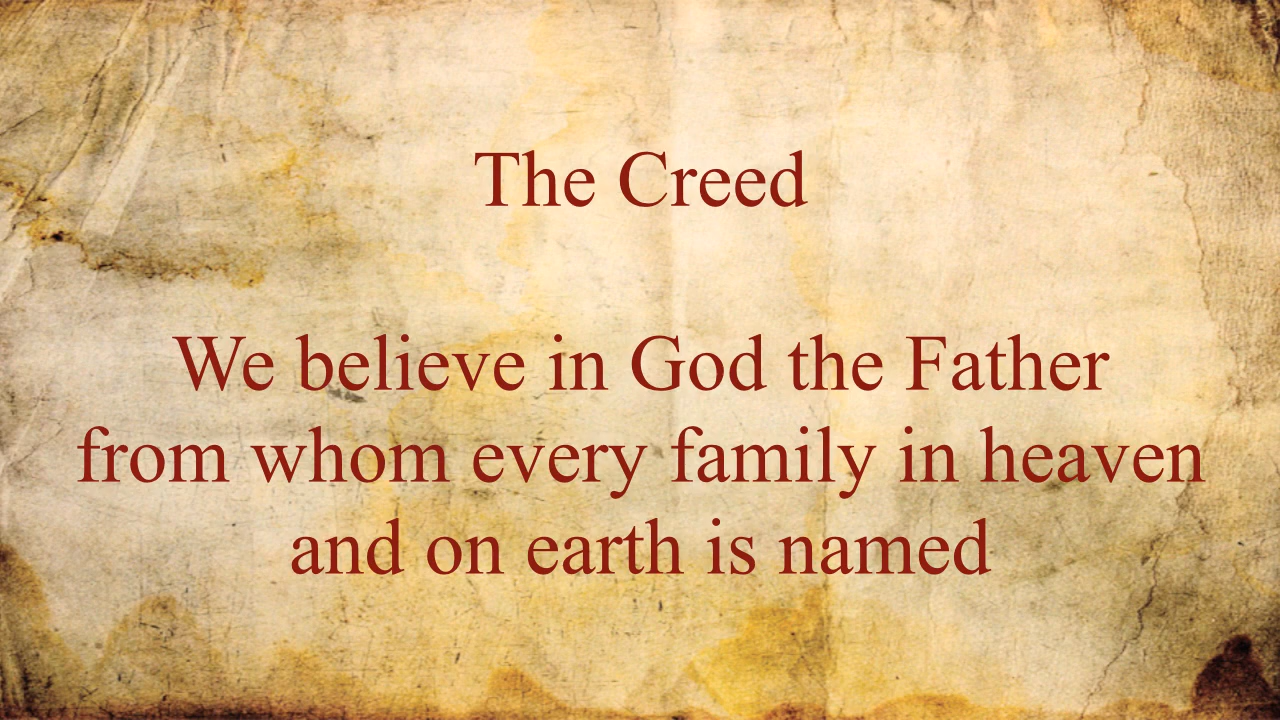 The Creed
We believe in God the Father
from whom every family in heaven
and on earth is named